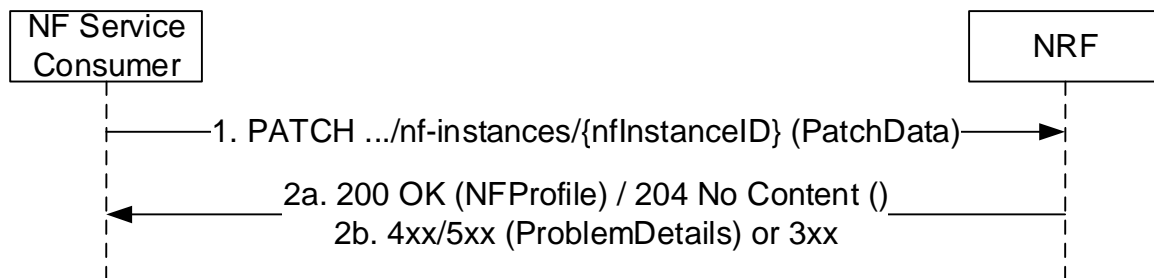 NF Service
Consumer
NRF
1. PATCH .../nf-instances/{nfInstanceID} (PatchData)
2a. 200 OK (NFProfile) / 204 No Content ()
2b. 4xx/5xx (ProblemDetails) or 3xx